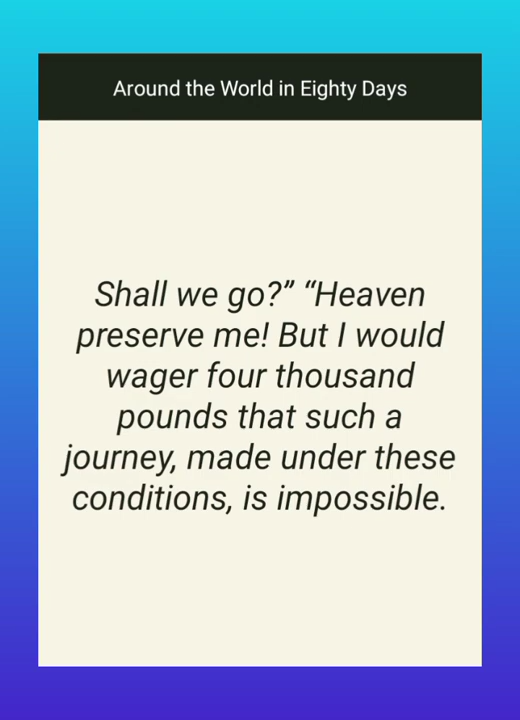 Around the World in Eighty Days
Shall we go?” “Heaven
preserve me! But I would
wager four thousand
pounds that such a
journey, made under these
conditions, is impossible.